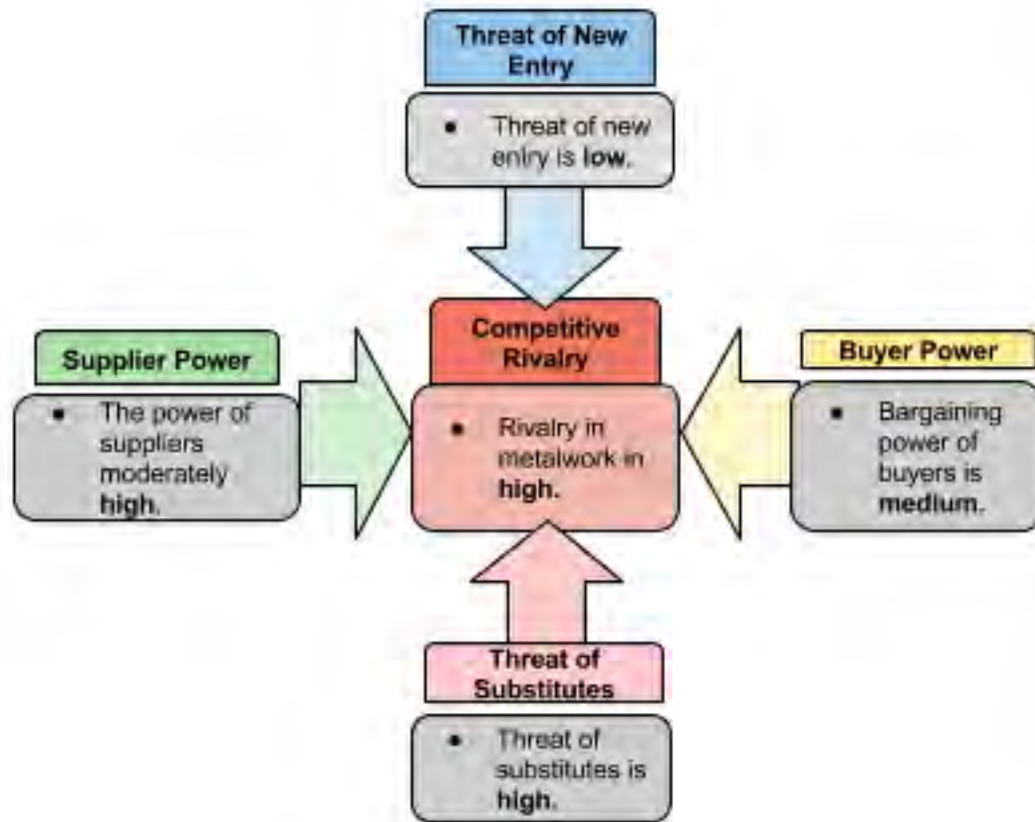 Threat of New
Entry
● Threat of new
entry is low.
Competitive
Rivalry
● Rivalry in
metalwork in
high.
Supplier Power
● The power of
suppliers
moderately
high.
Buyer Power
● Bargaining
power of
buyers is
medium.
Threat of
Substitutes
● Threat of
substitutes is
high.